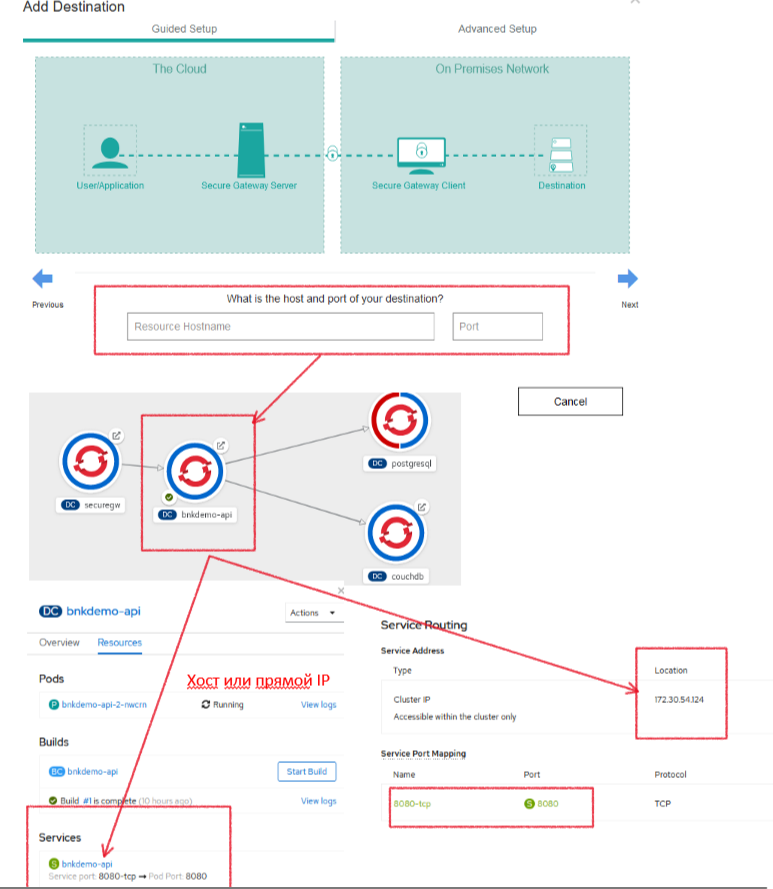 Add Destination
Guided Setup
Advanced Setup
The Cloud
On Premises Network
User/Application
Secure Gateway Server
Secure Gateway Client
Destination
Previous
Next
What is the host and port of your destination?
Resource Hostname
Port
Cancel
DC securegw
DC bnkdemo-api
DC postgresql
DC couchdb
DC bnkdemo-api
Actions
Overview
Resources
Pods
Хост или прямой IP
P bnkdemo-api-2-nwcrn
Running
View logs
Builds
BC bnkdemo-api
Start Build
Build #1 is complete (10 hours ago)
View logs
Services
S bnkdemo-api
Service port: 8080-tcp → Pod Port: 8080
Service Routing
Service Address
Type
Location
Cluster IP
172.30.54.124
Accessible within the cluster only
Service Port Mapping
Name
Port
Protocol
8080-tcp
S 8080
TCP